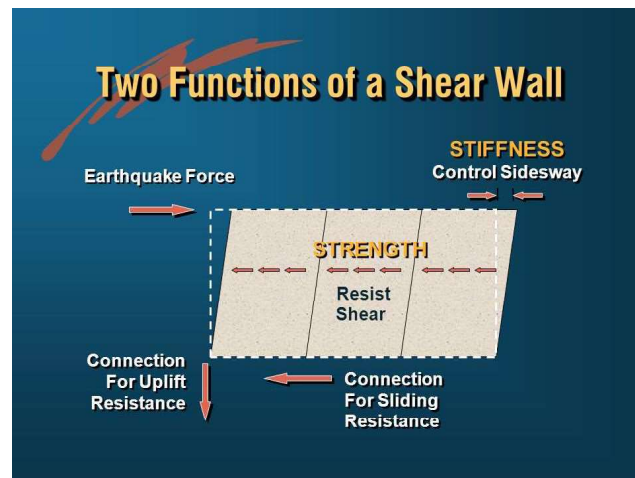 Two Functions of a Shear Wall
STIFFNESS
Control Sidesway
Earthquake Force
STRENGTH
Resist
Shear
Connection
For Uplift
Resistance
Connection
For Sliding
Resistance